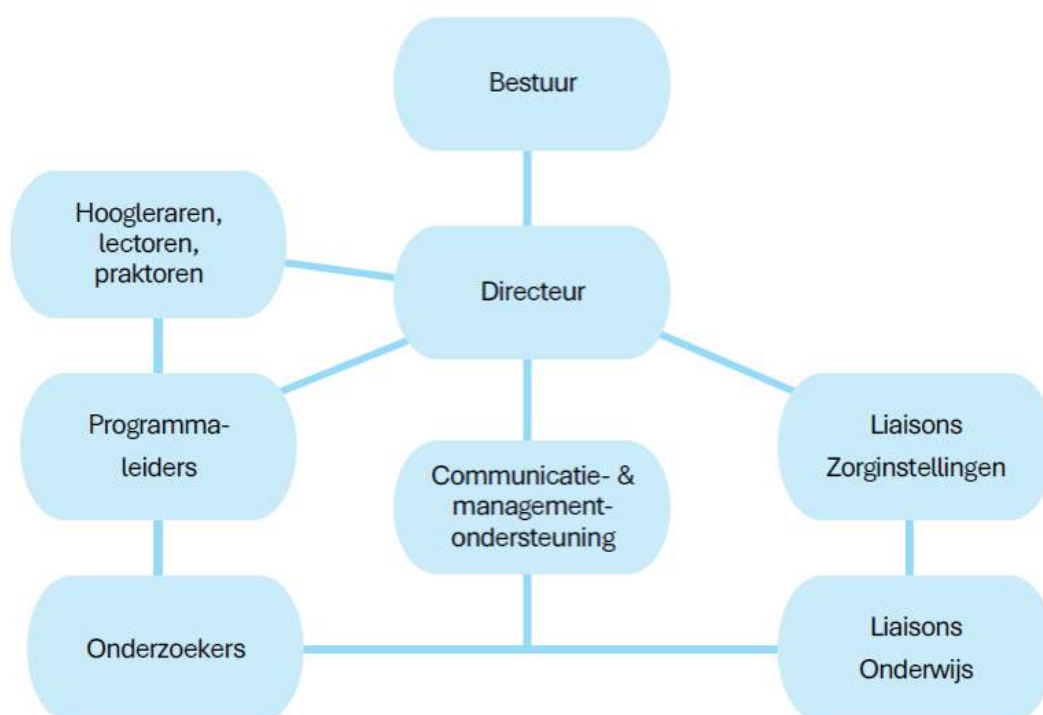 Bestuur
Hoogleraren,
lectoren,
praktoren
Directeur
Programma-
leiders
Communicatie- &
management-
ondersteuning
Liaisons
Zorginstellingen
Onderzoekers
Liaisons
Onderwijs